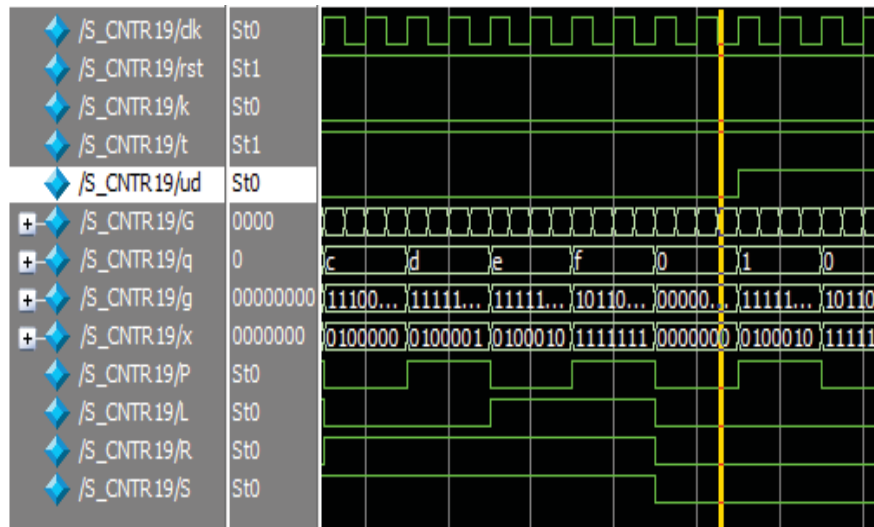 /S_CNTR19/clk St0
/S_CNTR19/rst St1
/S_CNTR19/k St0
/S_CNTR19/t St1
/S_CNTR19/ud St0
/S_CNTR19/G 0000
/S_CNTR19/q 0 c d e f 0 1 0
/S_CNTR19/g 00000000 11100... 11111... 11111... 10110... 00000... 11111... 10110
/S_CNTR19/x 0000000 0100000 0100001 0100010 1111111 0000000 0100010 11111
/S_CNTR19/P St0
/S_CNTR19/L St0
/S_CNTR19/R St0
/S_CNTR19/S St0